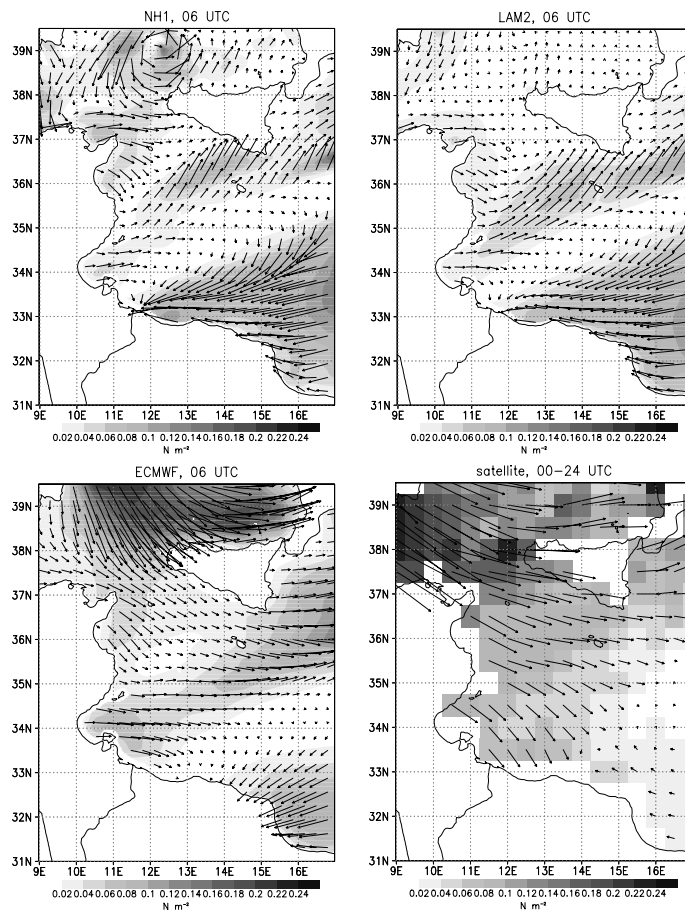 NH1, 06 UTC
LAM2, 06 UTC
39N
38N
37N
36N
35N
34N
33N
32N
31N
9E 10E 11E 12E 13E 14E 15E 16E
0.02 0.04 0.06 0.08 0.1 0.12 0.14 0.16 0.18 0.2 0.22 0.24
N m⁻²
39N
38N
37N
36N
35N
34N
33N
32N
31N
9E 10E 11E 12E 13E 14E 15E 16E
0.02 0.04 0.06 0.08 0.1 0.12 0.14 0.16 0.18 0.2 0.22 0.24
N m⁻²
ECMWF, 06 UTC
satellite, 00–24 UTC
39N
38N
37N
36N
35N
34N
33N
32N
31N
9E 10E 11E 12E 13E 14E 15E 16E
0.02 0.04 0.06 0.08 0.1 0.12 0.14 0.16 0.18 0.2 0.22 0.24
N m⁻²
39N
38N
37N
36N
35N
34N
33N
32N
31N
9E 10E 11E 12E 13E 14E 15E 16E
0.02 0.04 0.06 0.08 0.1 0.12 0.14 0.16 0.18 0.2 0.22 0.24
N m⁻²